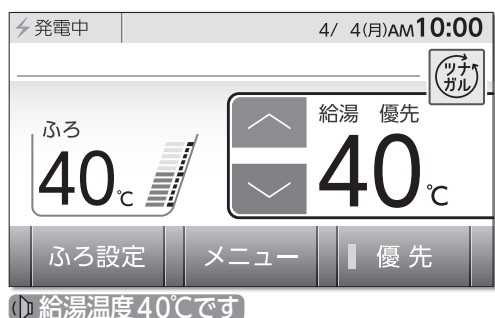 発電中 4/ 4(月)AM10:00
ツナ
ガル
ふろ 給湯 優先
40℃ 40℃
ふろ設定 メニュー 優先
給湯温度40℃です